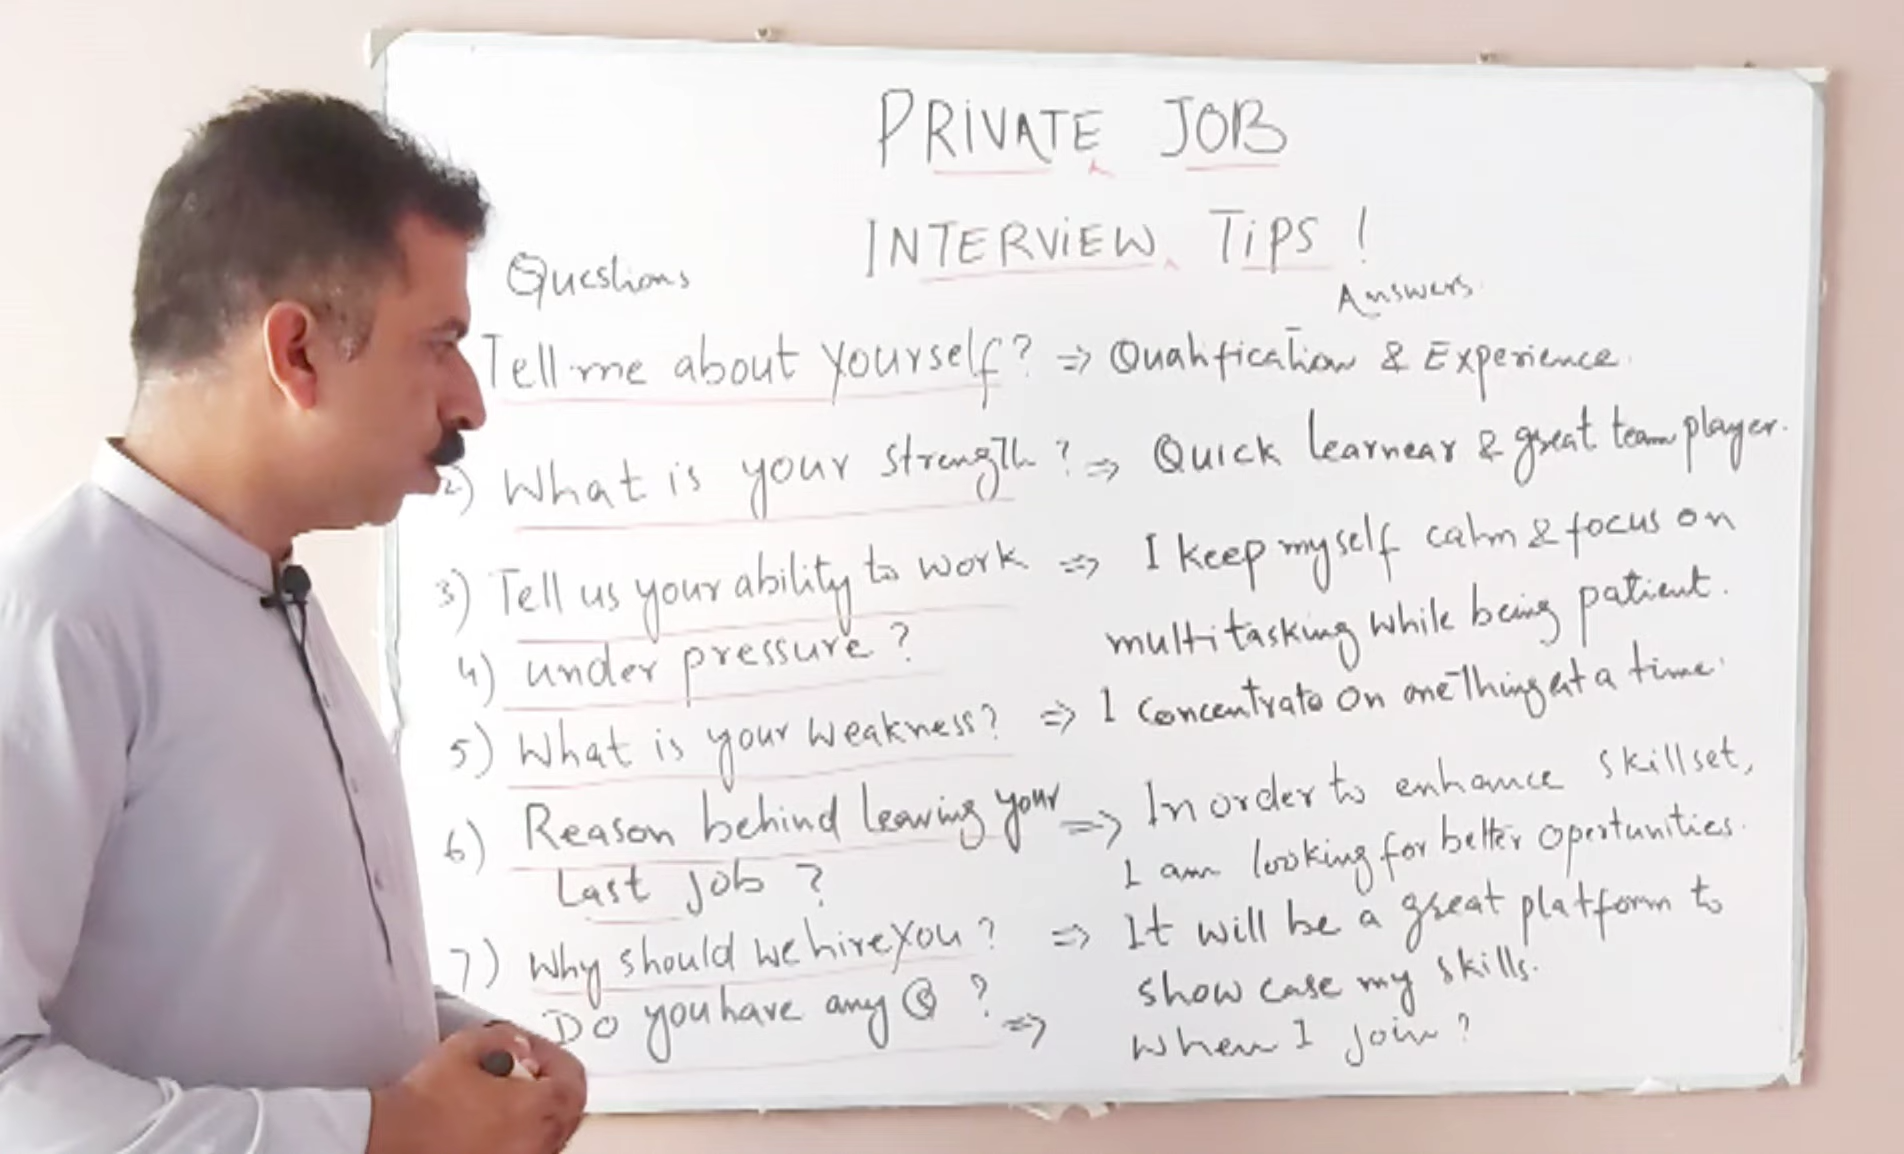 PRIVATE JOB
INTERVIEW TIPS !
Questions
Answers.
Tell me about yourself? ⇒ Qualification & Experience.
2) What is your strength? ⇒ Quick learnear & great team player.
3) Tell us your ability to work ⇒ I keep myself calm & focus on
4) under pressure? multitasking while being patient.
5) What is your weakness? ⇒ I concentrate on one thing at a time.
6) Reason behind leaving your ⇒ In order to enhance skillset,
Last job ? I am looking for better opertunities.
7) Why should we hire you? ⇒ It will be a great platform to
show case my skills.
Do you have any Q ? ⇒ When I join ?